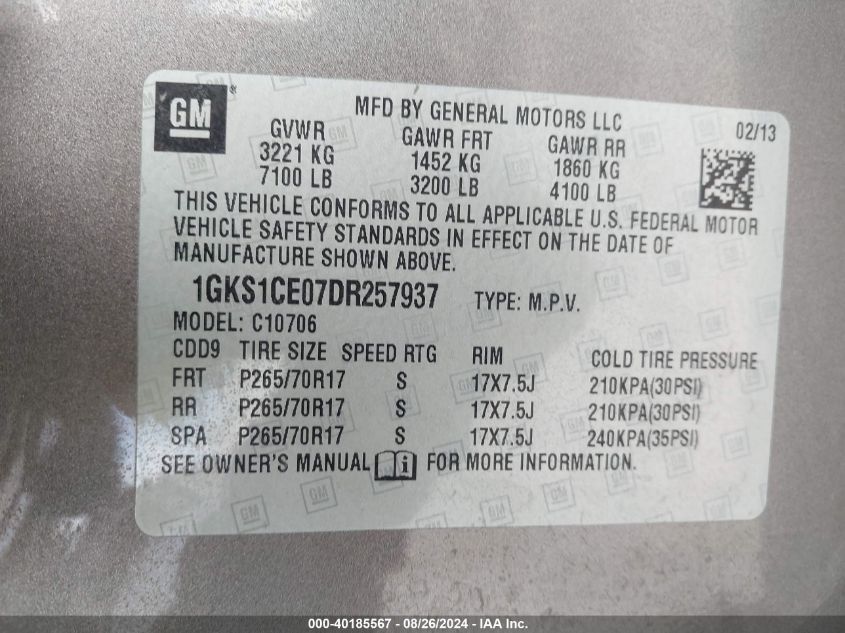 GM
MFD BY GENERAL MOTORS LLC
02/13
GVWR GAWR FRT GAWR RR
3221 KG 1452 KG 1860 KG
7100 LB 3200 LB 4100 LB
THIS VEHICLE CONFORMS TO ALL APPLICABLE U.S. FEDERAL MOTOR
VEHICLE SAFETY STANDARDS IN EFFECT ON THE DATE OF
MANUFACTURE SHOWN ABOVE.
1GKS1CE07DR257937 TYPE: M.P.V.
MODEL: C10706
CDD9 TIRE SIZE SPEED RTG RIM COLD TIRE PRESSURE
FRT P265/70R17 S 17X7.5J 210KPA(30PSI)
RR P265/70R17 S 17X7.5J 210KPA(30PSI)
SPA P265/70R17 S 17X7.5J 240KPA(35PSI)
SEE OWNER'S MANUAL i FOR MORE INFORMATION.
000-40185567 - 08/26/2024 - IAA Inc.